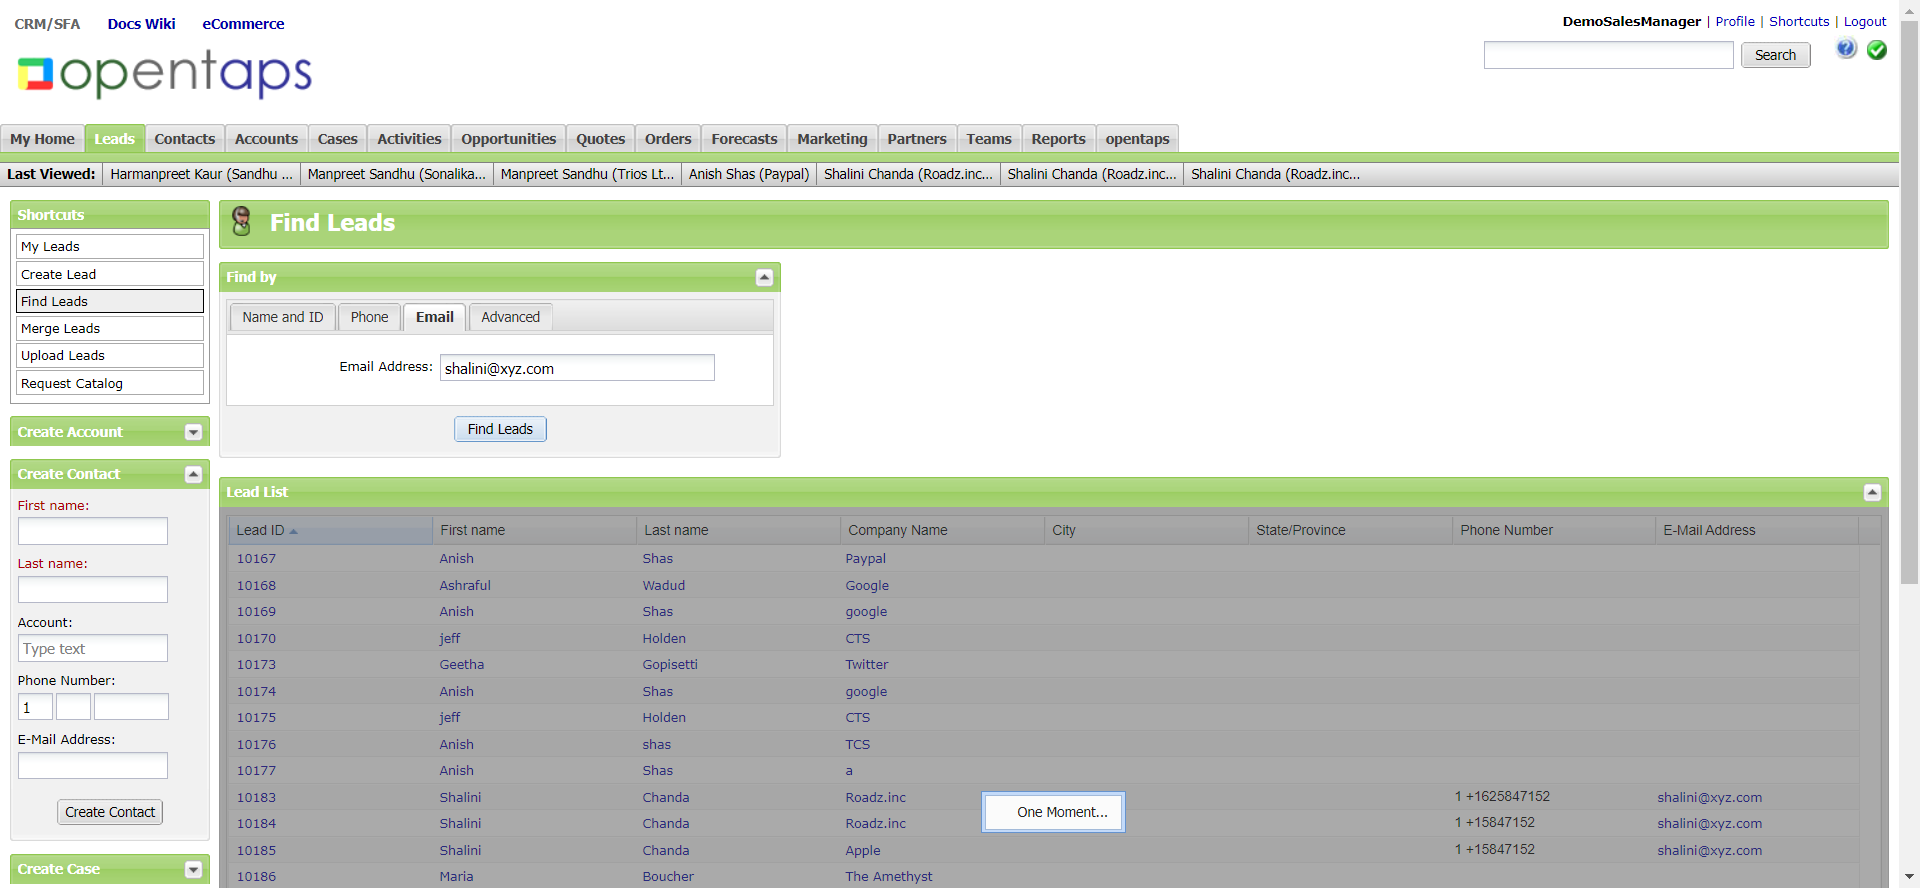 CRM/SFA Docs Wiki eCommerce
DemoSalesManager | Profile | Shortcuts | Logout
opentaps
Search
My Home Leads Contacts Accounts Cases Activities Opportunities Quotes Orders Forecasts Marketing Partners Teams Reports opentaps
Last Viewed: Harmanpreet Kaur (Sandhu ... Manpreet Sandhu (Sonalika... Manpreet Sandhu (Trios Lt... Anish Shas (Paypal) Shalini Chanda (Roadz.inc... Shalini Chanda (Roadz.inc... Shalini Chanda (Roadz.inc...
Shortcuts
My Leads
Create Lead
Find Leads
Merge Leads
Upload Leads
Request Catalog
Create Account
Create Contact
First name:
Last name:
Account:
Type text
Phone Number:
1
E-Mail Address:
Create Contact
Create Case
Find Leads
Find by
Name and ID Phone Email Advanced
Email Address: shalini@xyz.com
Find Leads
Lead List
Lead ID First name Last name Company Name City State/Province Phone Number E-Mail Address
10167 Anish Shas Paypal
10168 Ashraful Wadud Google
10169 Anish Shas google
10170 jeff Holden CTS
10173 Geetha Gopisetti Twitter
10174 Anish Shas google
10175 jeff Holden CTS
10176 Anish shas TCS
10177 Anish Shas a
10183 Shalini Chanda Roadz.inc 1 +1625847152 shalini@xyz.com
One Moment...
10184 Shalini Chanda Roadz.inc 1 +15847152 shalini@xyz.com
10185 Shalini Chanda Apple 1 +15847152 shalini@xyz.com
10186 Maria Boucher The Amethyst